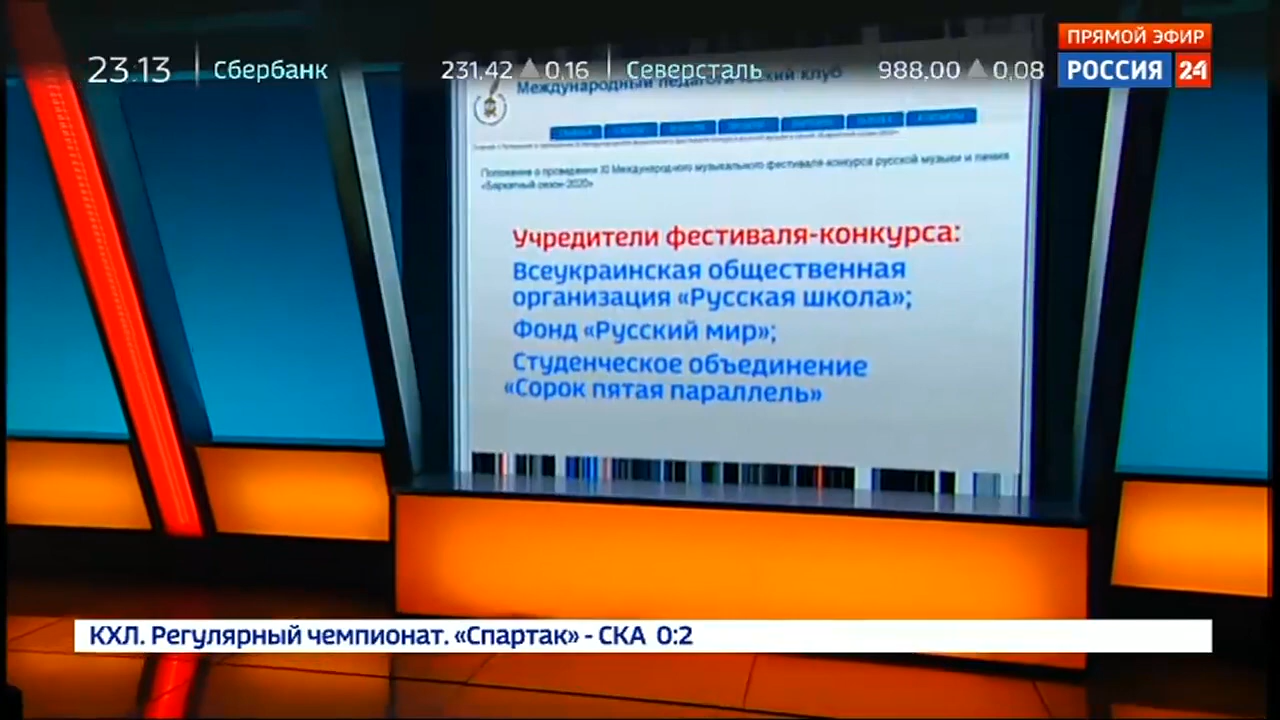 ПРЯМОЙ ЭФИР
23.13 Сбербанк 231,42 0,16 Северсталь 988,00 0,08 РОССИЯ 24
Международный педагогический клуб
Положение о проведении XI Международного музыкального фестиваля-конкурса русской музыки и пения
«Бархатный сезон-2020»
Учредители фестиваля-конкурса:
Всеукраинская общественная
организация «Русская школа»;
Фонд «Русский мир»;
Студенческое объединение
«Сорок пятая параллель»
КХЛ. Регулярный чемпионат. «Спартак» - СКА 0:2